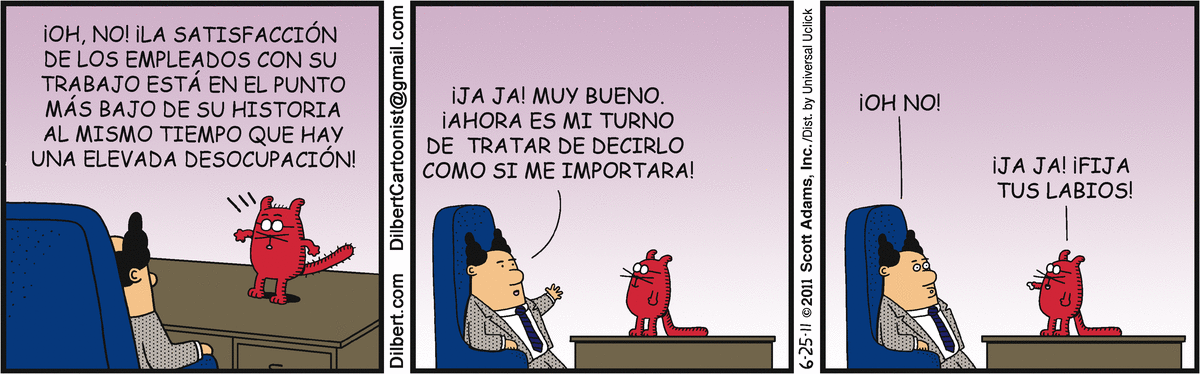 ¡OH, NO! ¡LA SATISFACCIÓN
DE LOS EMPLEADOS CON SU
TRABAJO ESTÁ EN EL PUNTO
MÁS BAJO DE SU HISTORIA
AL MISMO TIEMPO QUE HAY
UNA ELEVADA DESOCUPACIÓN!
Dilbert.com DilbertCartoonist@gmail.com
¡JA JA! MUY BUENO.
¡AHORA ES MI TURNO
DE TRATAR DE DECIRLO
COMO SI ME IMPORTARA!
6-25-11 ©2011 Scott Adams, Inc./Dist. by Universal Uclick
¡OH NO!
¡JA JA! ¡FIJA
TUS LABIOS!